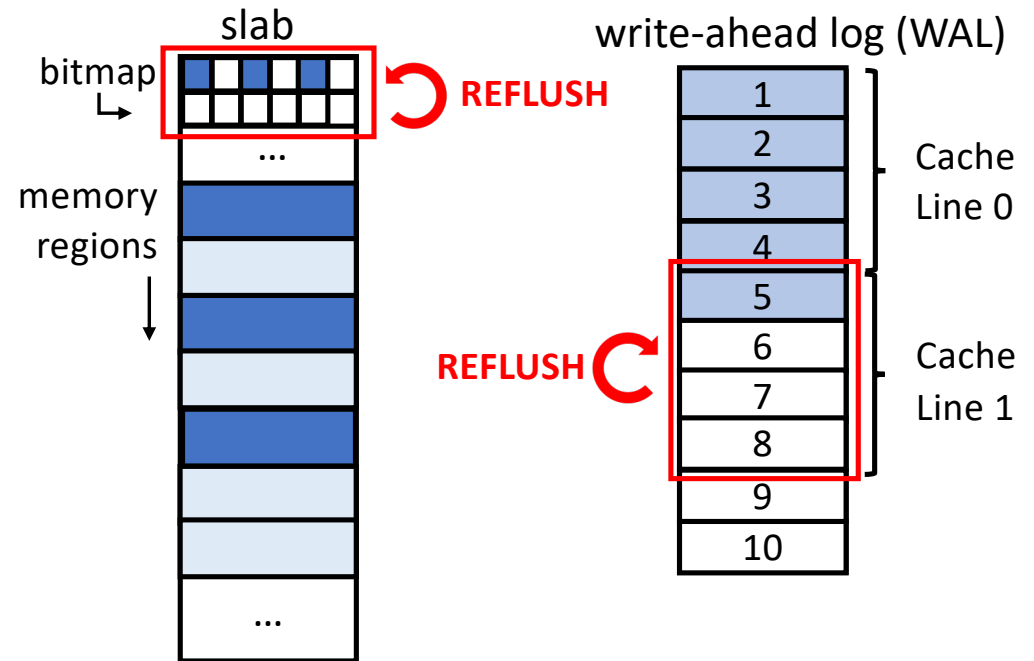 slab
bitmap
REFLUSH
...
memory
regions
...
write-ahead log (WAL)
1
2
3
4
5
6
7
8
9
10
Cache
Line 0
REFLUSH
Cache
Line 1